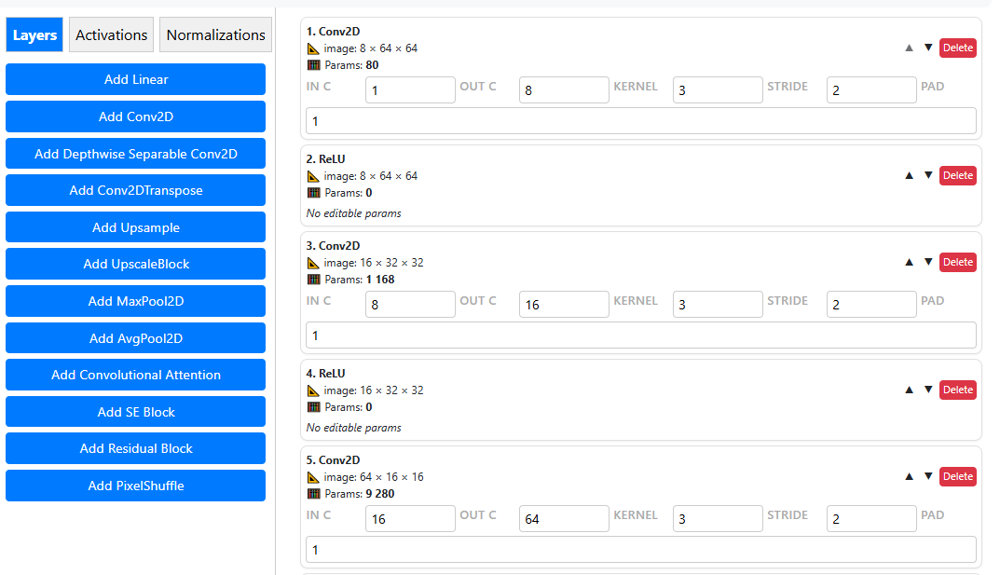 Layers Activations Normalizations
Add Linear
Add Conv2D
Add Depthwise Separable Conv2D
Add Conv2DTranspose
Add Upsample
Add UpscaleBlock
Add MaxPool2D
Add AvgPool2D
Add Convolutional Attention
Add SE Block
Add Residual Block
Add PixelShuffle
1. Conv2D
image: 8 × 64 × 64
▲ ▼ Delete
Params: 80
IN C 1 OUT C 8 KERNEL 3 STRIDE 2 PAD
1
2. ReLU
image: 8 × 64 × 64
▲ ▼ Delete
Params: 0
No editable params
3. Conv2D
image: 16 × 32 × 32
▲ ▼ Delete
Params: 1 168
IN C 8 OUT C 16 KERNEL 3 STRIDE 2 PAD
1
4. ReLU
image: 16 × 32 × 32
▲ ▼ Delete
Params: 0
No editable params
5. Conv2D
image: 64 × 16 × 16
▲ ▼ Delete
Params: 9 280
IN C 16 OUT C 64 KERNEL 3 STRIDE 2 PAD
1